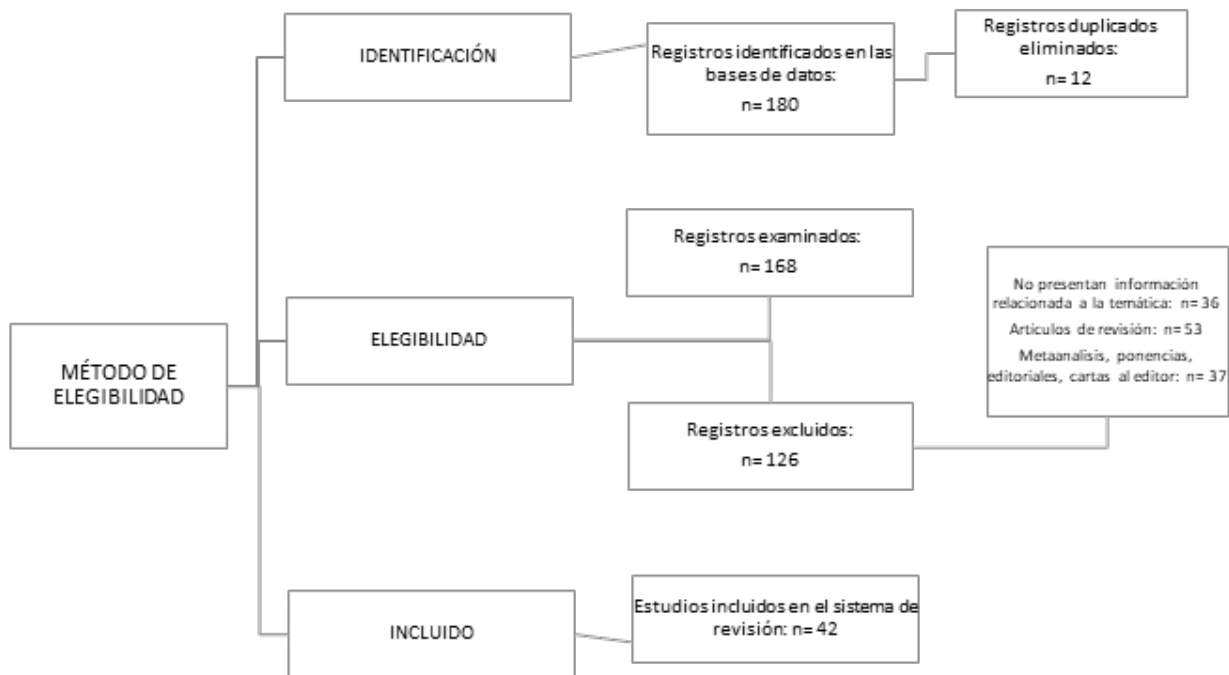 MÉTODO DE
ELEGIBILIDAD
IDENTIFICACIÓN
Registros identificados en las
bases de datos:
n= 180
Registros duplicados
eliminados:
n= 12
ELEGIBILIDAD
Registros examinados:
n= 168
Registros excluidos:
n= 126
No presentan información
relacionada a la temática: n= 36
Artículos de revisión: n= 53
Metaanalisis, ponencias,
editoriales, cartas al editor: n= 37
INCLUIDO
Estudios incluidos en el sistema de
revisión: n= 42